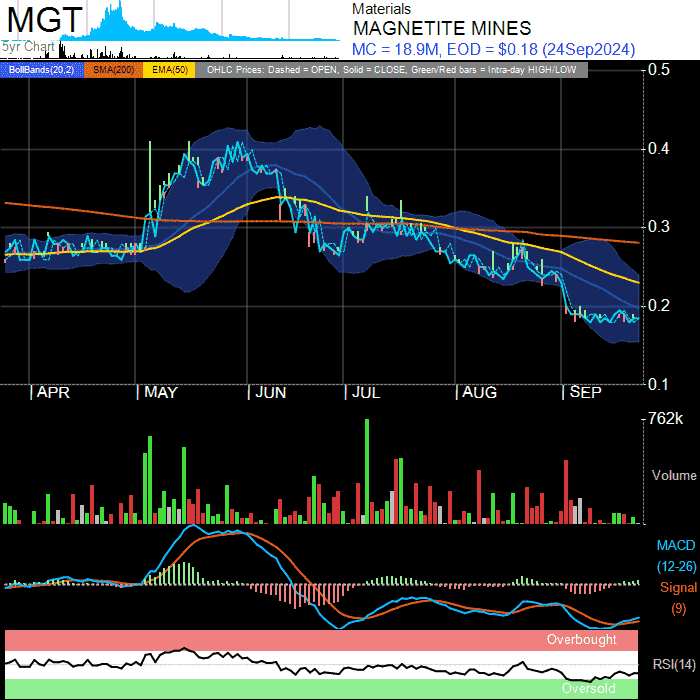 MGT
5yr Chart
Materials
MAGNETITE MINES
MC = 18.9M, EOD = $0.18 (24Sep2024)
BollBands(20,2) SMA(200) EMA(50) OHLC Prices: Dashed = OPEN, Solid = CLOSE, Green/Red bars = Intra-day HIGH/LOW
0.5
0.4
0.3
0.2
0.1
APR MAY JUN JUL AUG SEP
762k
Volume
MACD
(12-26)
Signal
(9)
Overbought
RSI(14)
Oversold